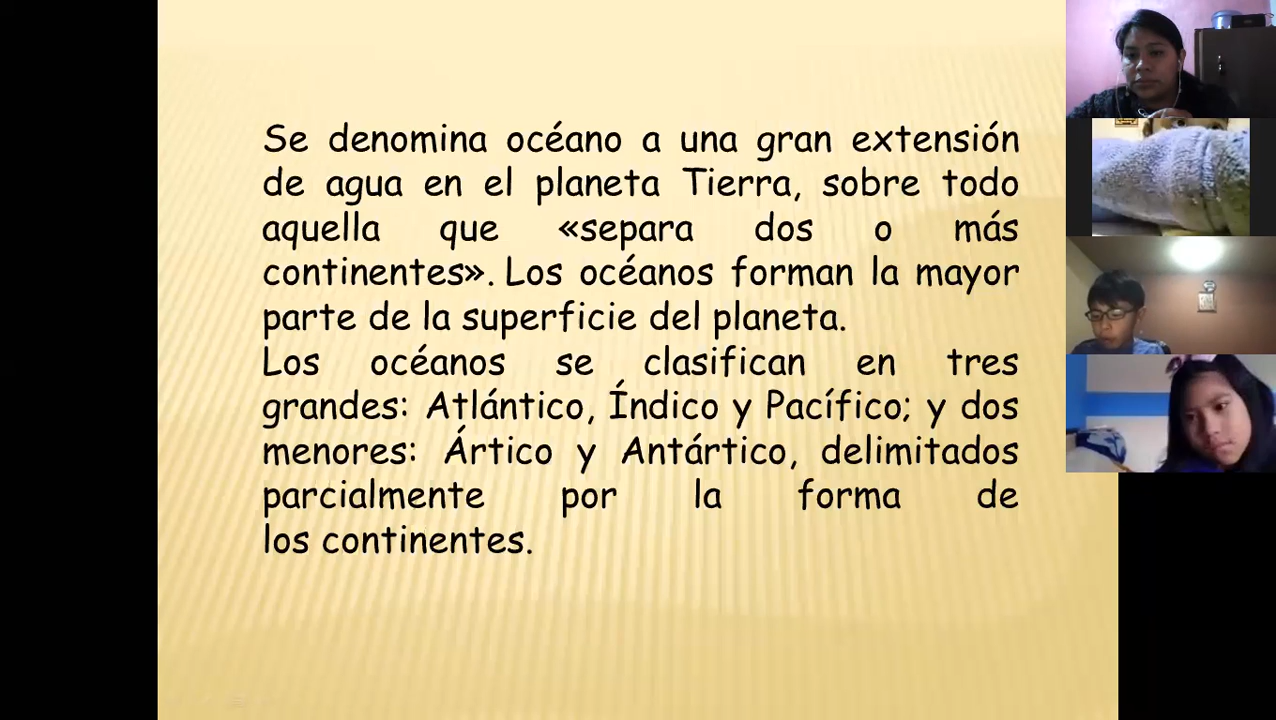 Se denomina océano a una gran extensión
de agua en el planeta Tierra, sobre todo
aquella que «separa dos o más
continentes». Los océanos forman la mayor
parte de la superficie del planeta.
Los océanos se clasifican en tres
grandes: Atlántico, Índico y Pacífico; y dos
menores: Ártico y Antártico, delimitados
parcialmente por la forma de
los continentes.